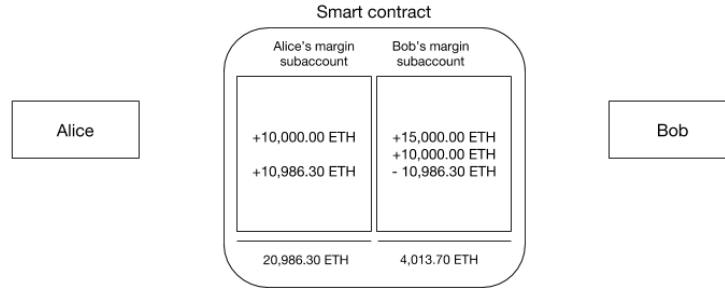 Smart contract
Alice's margin
subaccount
Bob's margin
subaccount
Alice
+10,000.00 ETH
+10,986.30 ETH
+15,000.00 ETH
+10,000.00 ETH
- 10,986.30 ETH
Bob
20,986.30 ETH
4,013.70 ETH